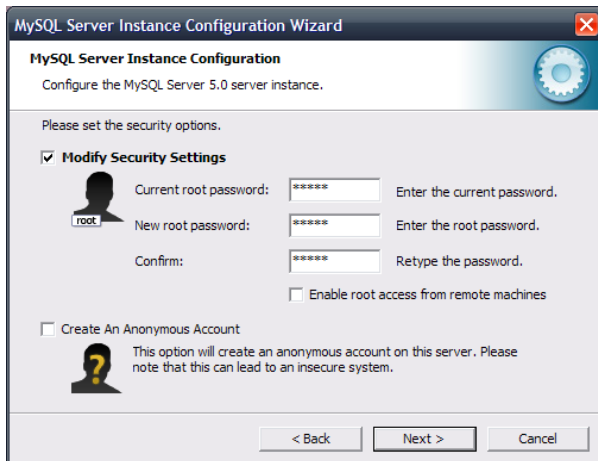 MySQL Server Instance Configuration Wizard
MySQL Server Instance Configuration
Configure the MySQL Server 5.0 server instance.
Please set the security options.
Modify Security Settings
root
Current root password: ***** Enter the current password.
New root password: ***** Enter the root password.
Confirm: ***** Retype the password.
Enable root access from remote machines
Create An Anonymous Account
?
This option will create an anonymous account on this server. Please
note that this can lead to an insecure system.
< Back Next > Cancel